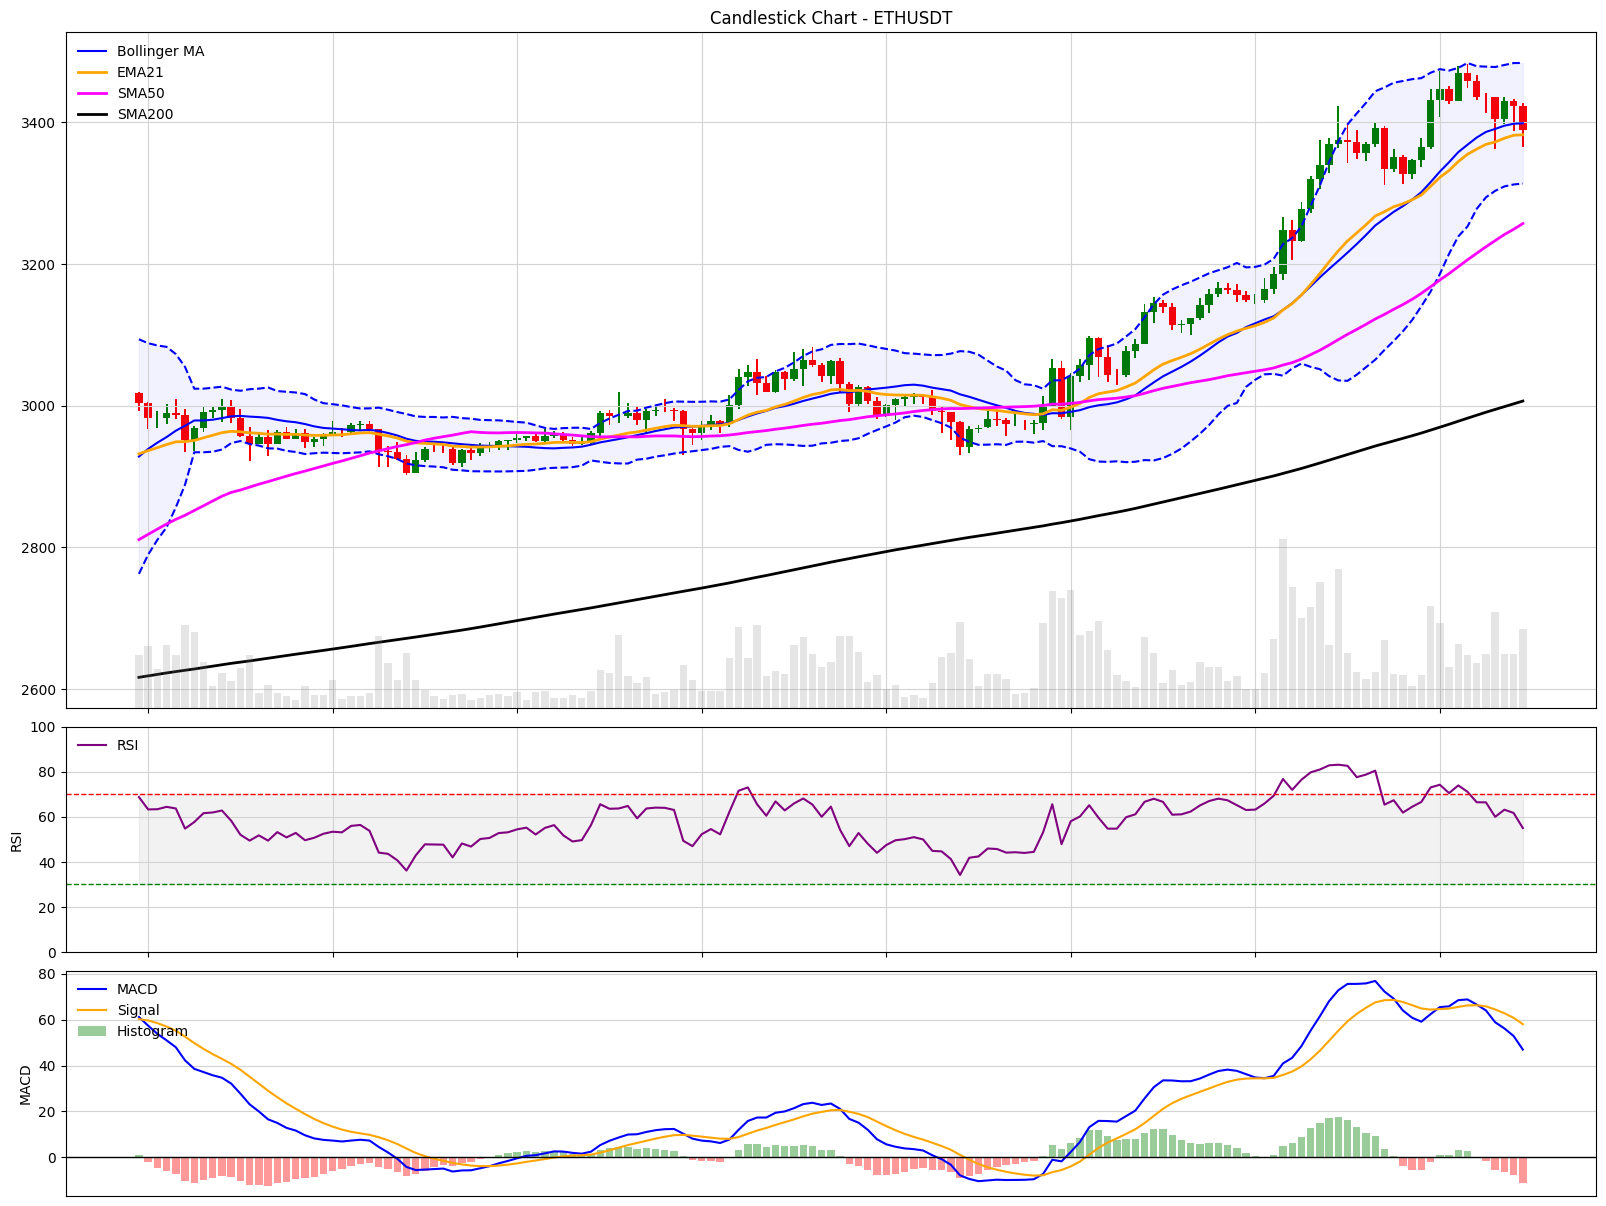 Candlestick Chart - ETHUSDT
Bollinger MA
EMA21
SMA50
SMA200
3400
3200
3000
2800
2600
100
RSI
80
60
40
20
0
RSI
80
MACD
Signal
Histogram
60
40
20
0
MACD